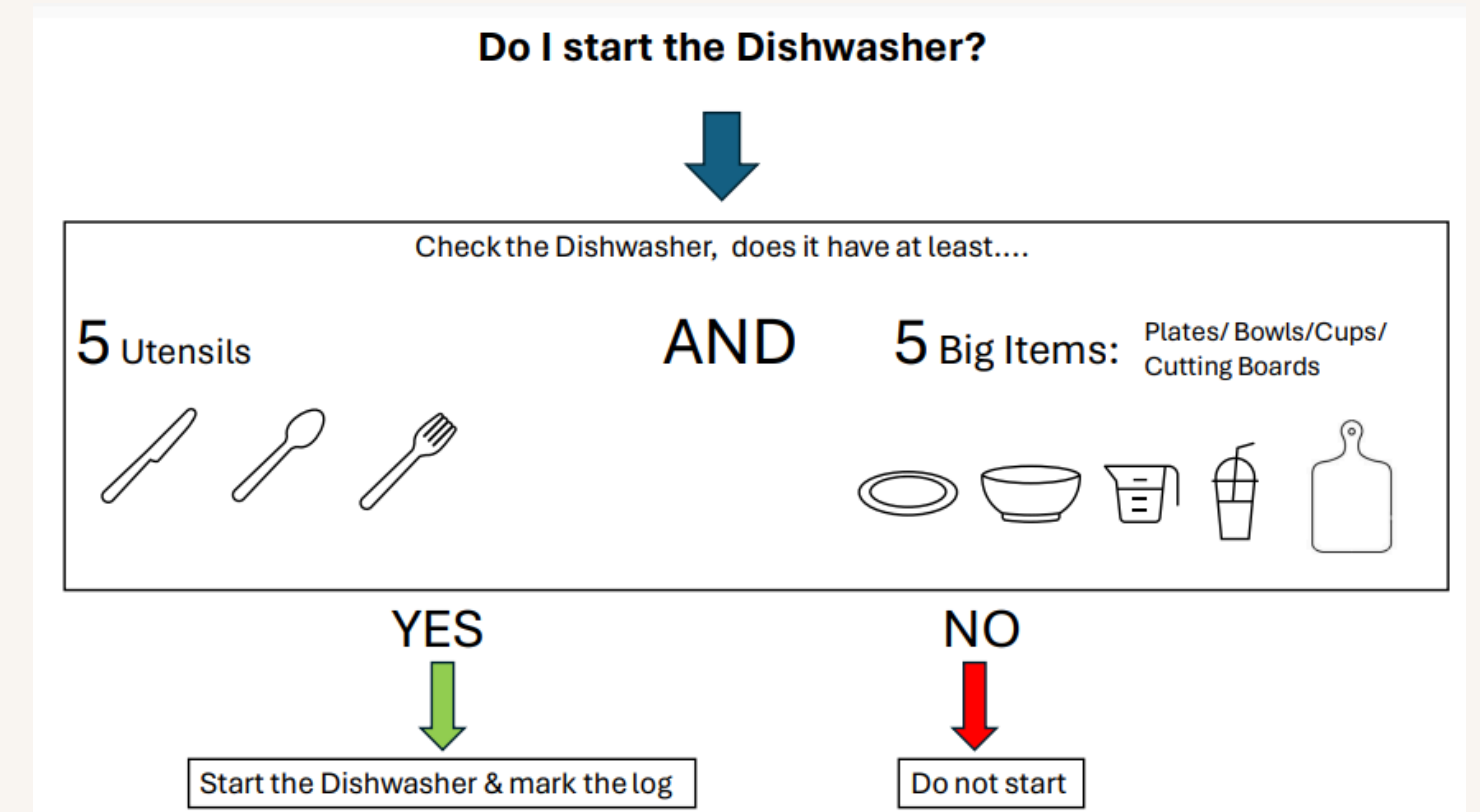 Do I start the Dishwasher?
Check the Dishwasher, does it have at least....
5 Utensils
AND
5 Big Items:
Plates/ Bowls/Cups/
Cutting Boards
YES
NO
Start the Dishwasher & mark the log
Do not start